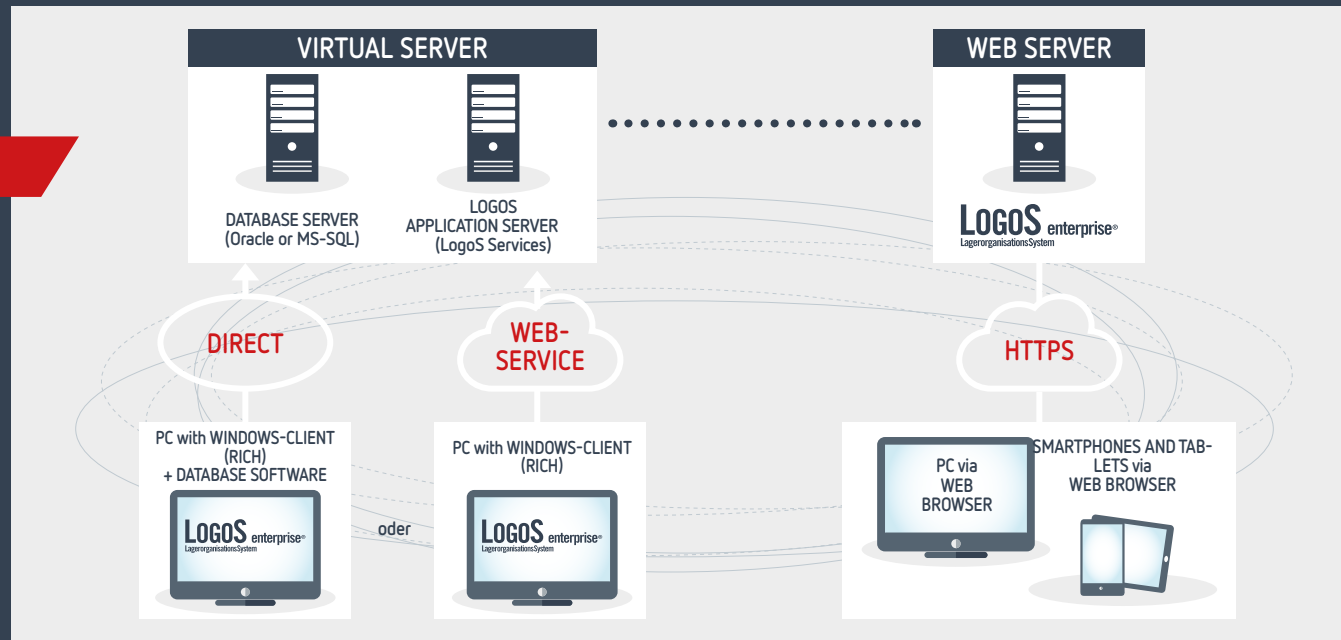 VIRTUAL SERVER
WEB SERVER
DATABASE SERVER
(Oracle or MS-SQL)
LOGOS
APPLICATION SERVER
(LogoS Services)
LOGOS enterprise®
LagerorganisationsSystem
DIRECT
WEB-
SERVICE
HTTPS
PC with WINDOWS-CLIENT
(RICH)
+ DATABASE SOFTWARE
LOGOS enterprise®
LagerorganisationsSystem
oder
PC with WINDOWS-CLIENT
(RICH)
LOGOS enterprise®
LagerorganisationsSystem
PC via
WEB
BROWSER
SMARTPHONES AND TAB-
LETS via
WEB BROWSER